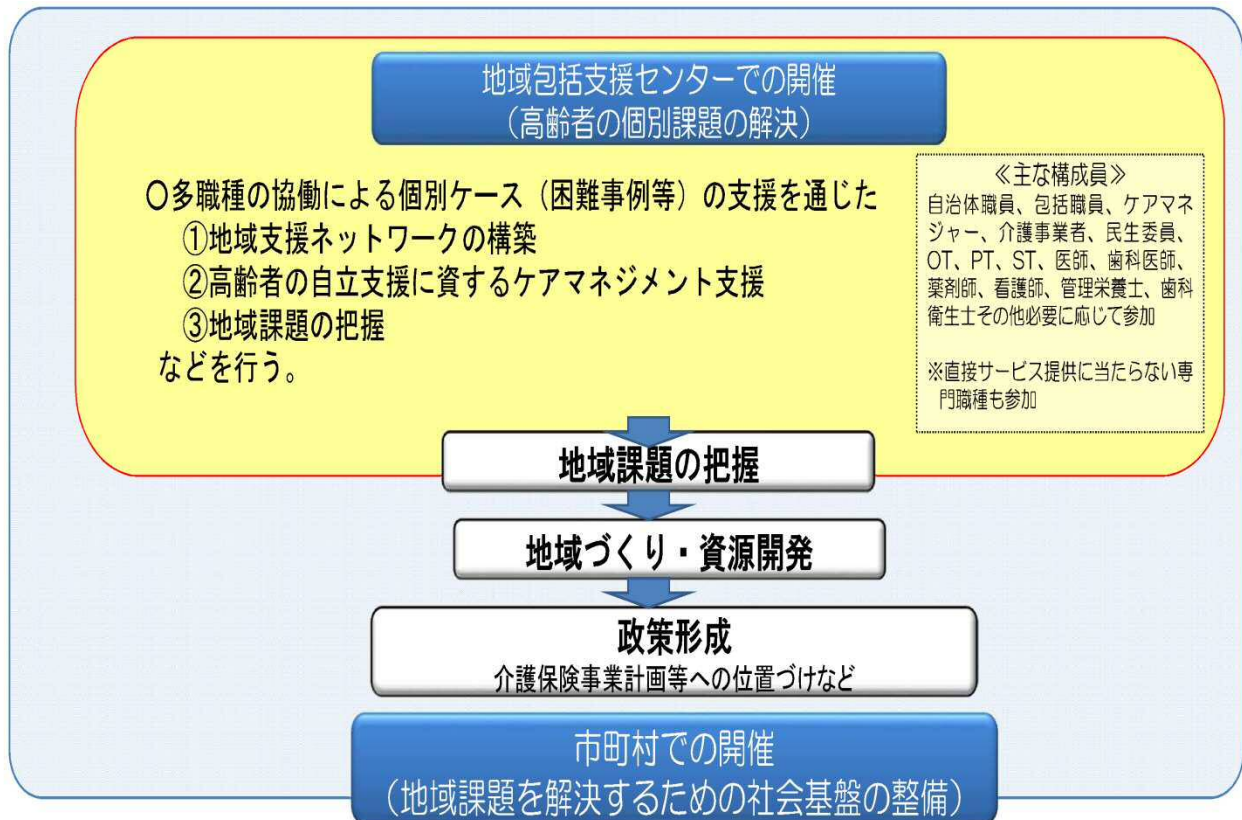 地域包括支援センターでの開催
（高齢者の個別課題の解決）
〇多職種の協働による個別ケース（困難事例等）の支援を通じた
①地域支援ネットワークの構築
②高齢者の自立支援に資するケアマネジメント支援
③地域課題の把握
などを行う。
≪主な構成員≫
自治体職員、包括職員、ケアマネ
ジャー、介護事業者、民生委員、
OT、PT、ST、医師、歯科医師、
薬剤師、看護師、管理栄養士、歯科
衛生士その他必要に応じて参加
※直接サービス提供に当たらない専
門職種も参加
地域課題の把握
地域づくり・資源開発
政策形成
介護保険事業計画等への位置づけなど
市町村での開催
（地域課題を解決するための社会基盤の整備）